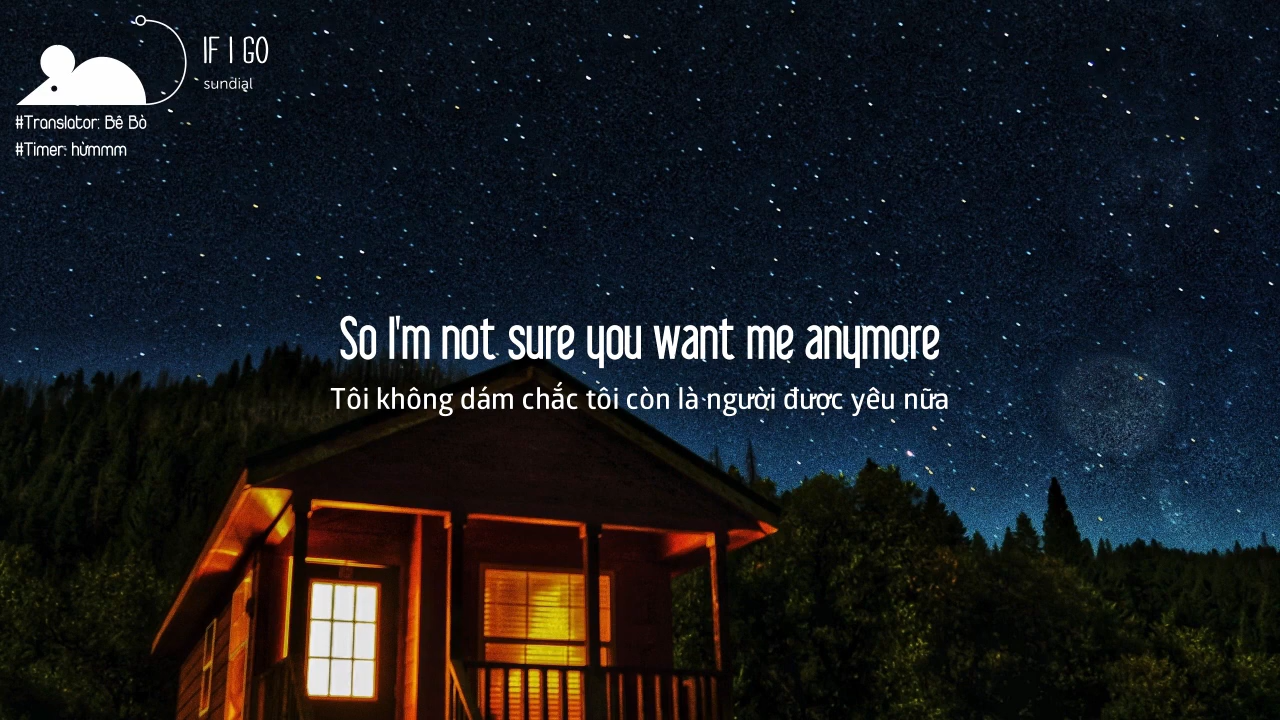 IF I GO
sundial
#Translator: Bê Bò
#Timer: hừmmm
So I'm not sure you want me anymore
Tôi không dám chắc tôi còn là người được yêu nữa